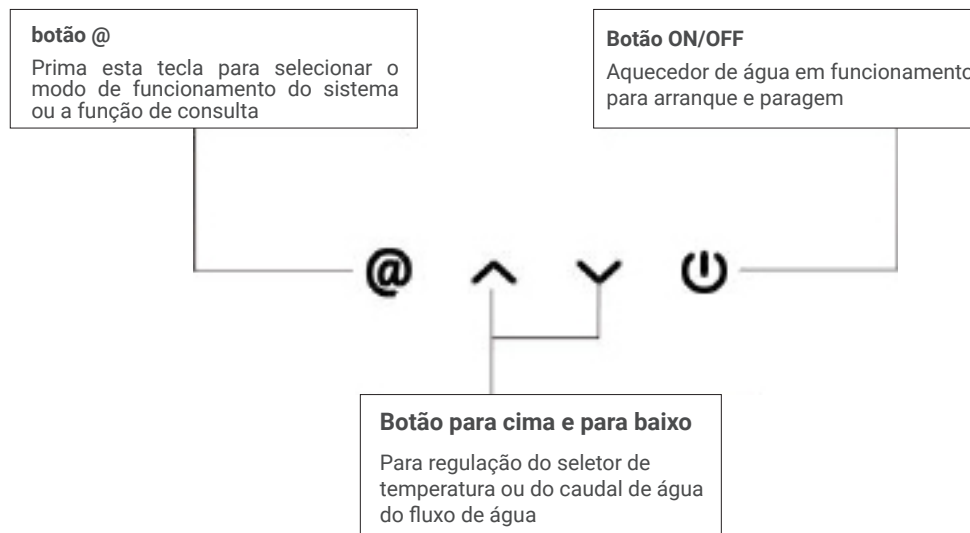 botão @
Prima esta tecla para selecionar o
modo de funcionamento do sistema
ou a função de consulta
Botão ON/OFF
Aquecedor de água em funcionamento
para arranque e paragem
@
Botão para cima e para baixo
Para regulação do seletor de
temperatura ou do caudal de água
do fluxo de água